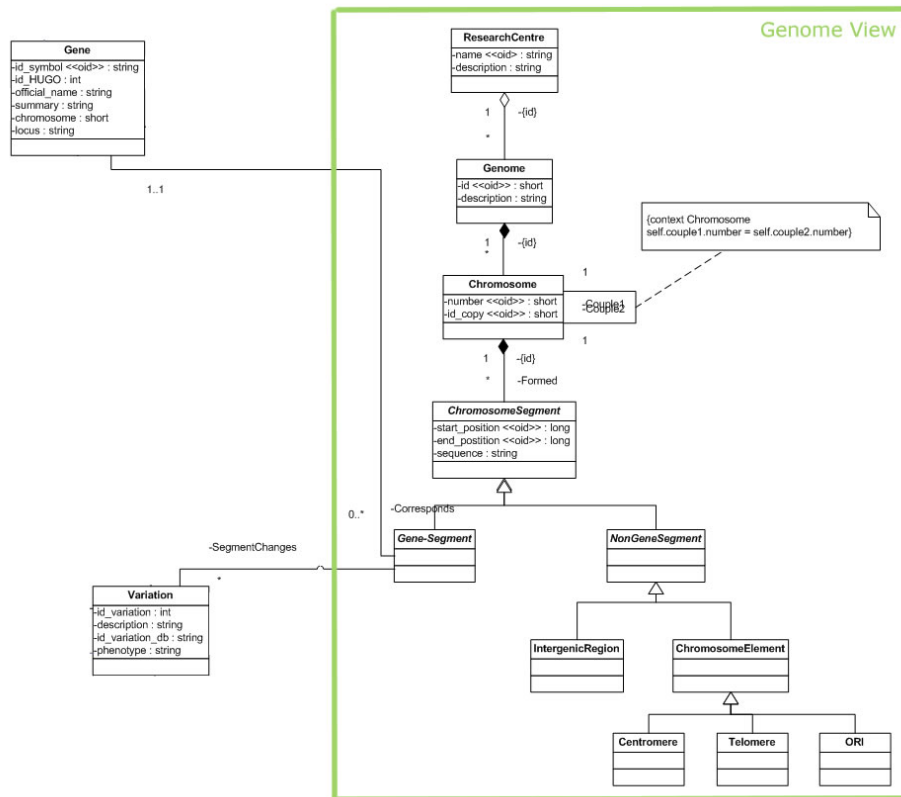 Genome View
Gene
-id_symbol <<oid>> : string
-id_HUGO : int
-official_name : string
-summary : string
-chromosome : short
-locus : string
ResearchCentre
-name <<oid> : string
-description : string
1
-{id}
*
Genome
-id <<oid>> : short
-description : string
1..1
{context Chromosome
self.couple1.number = self.couple2.number}
1
-{id}
*
1
Chromosome
-number <<oid>> : short
-id_copy <<oid>> : short
-Couple1
-Couple2
1
1
-{id}
*
-Formed
ChromosomeSegment
-start_position <<oid>> : long
-end_postition <<oid>> : long
-sequence : string
0..*
-Corresponds
Gene-Segment
NonGeneSegment
-SegmentChanges
*
Variation
-id_variation : int
-description : string
-id_variation_db : string
-phenotype : string
IntergenicRegion
ChromosomeElement
Centromere
Telomere
ORI